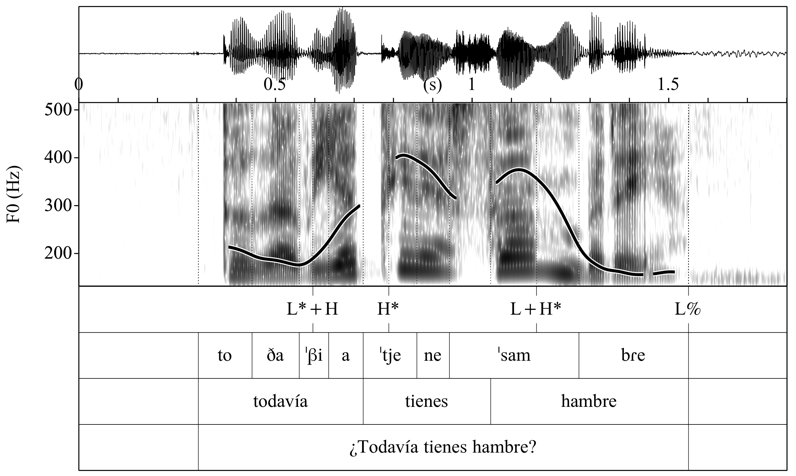 0 0.5 (s) 1 1.5
500
400
300
200
F0 (Hz)
L* + H H* L + H* L%
to ða ˈβi a ˈtje ne ˈsam bɾe
todavía tienes hambre
¿Todavía tienes hambre?